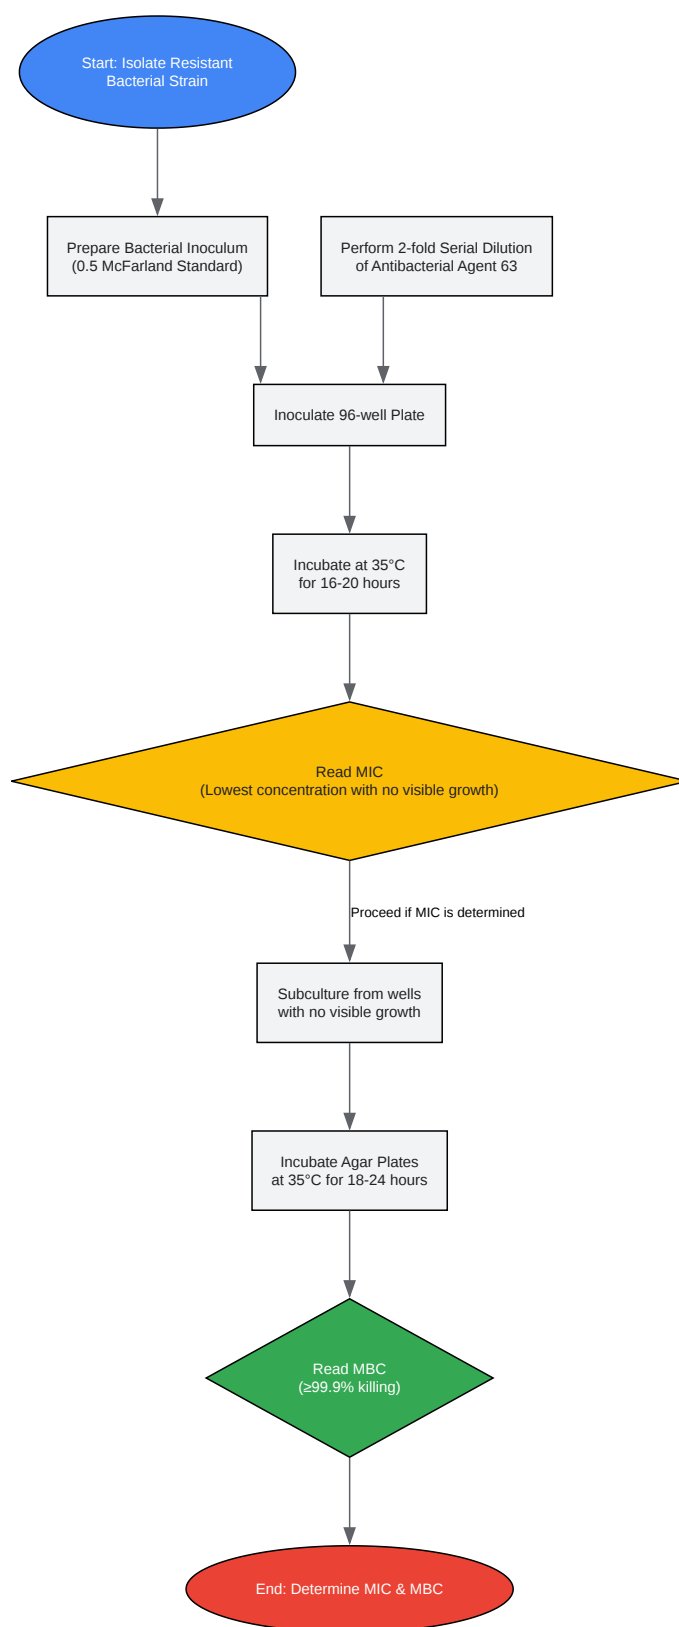 Start: Isolate Resistant
Bacterial Strain
Prepare Bacterial Inoculum
(0.5 McFarland Standard)
Perform 2-fold Serial Dilution
of Antibacterial Agent 63
Inoculate 96-well Plate
Incubate at 35°C
for 16-20 hours
Read MIC
(Lowest concentration with no visible growth)
Proceed if MIC is determined
Subculture from wells
with no visible growth
Incubate Agar Plates
at 35°C for 18-24 hours
Read MBC
(≥99.9% killing)
End: Determine MIC & MBC